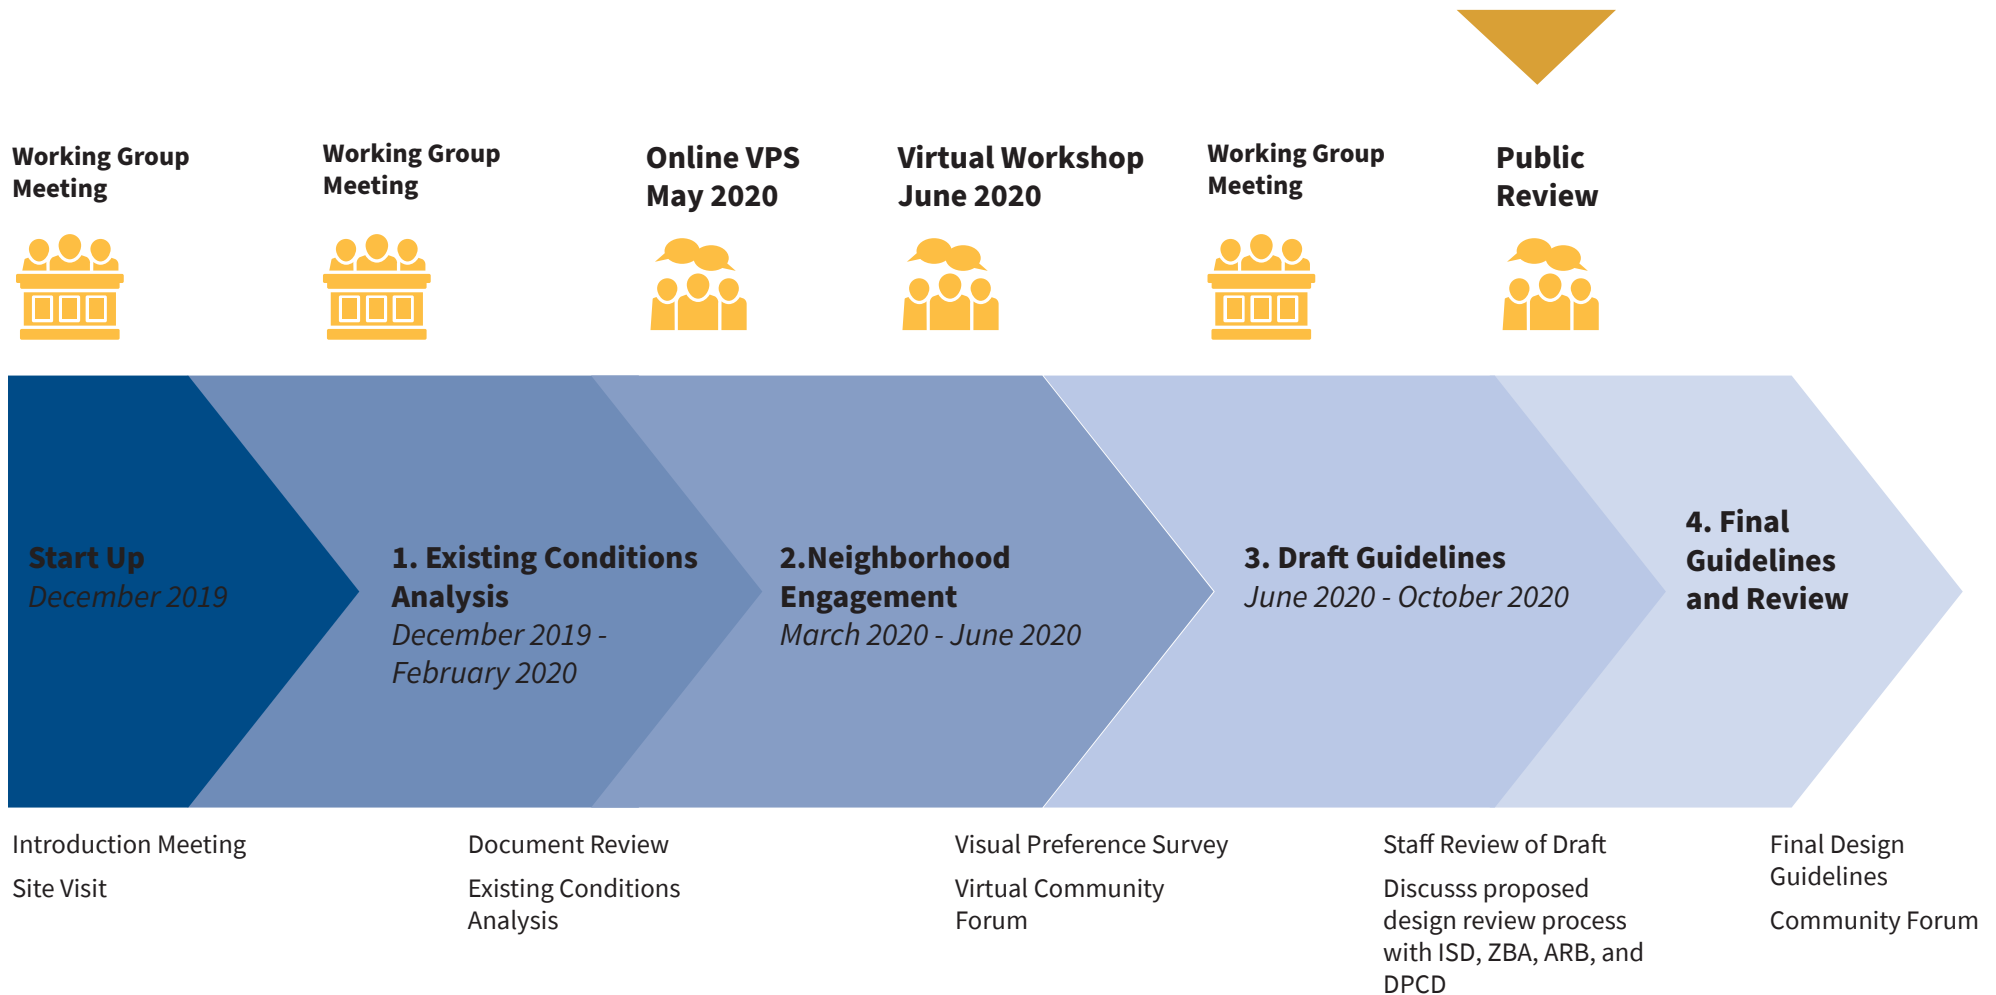 Working Group
Meeting
Working Group
Meeting
Online VPS
May 2020
Virtual Workshop
June 2020
Working Group
Meeting
Public
Review
Start Up
December 2019
1. Existing Conditions
Analysis
December 2019 -
February 2020
2.Neighborhood
Engagement
March 2020 - June 2020
3. Draft Guidelines
June 2020 - October 2020
4. Final
Guidelines
and Review
Introduction Meeting
Site Visit
Document Review
Existing Conditions
Analysis
Visual Preference Survey
Virtual Community
Forum
Staff Review of Draft
Discusss proposed
design review process
with ISD, ZBA, ARB, and
DPCD
Final Design
Guidelines
Community Forum